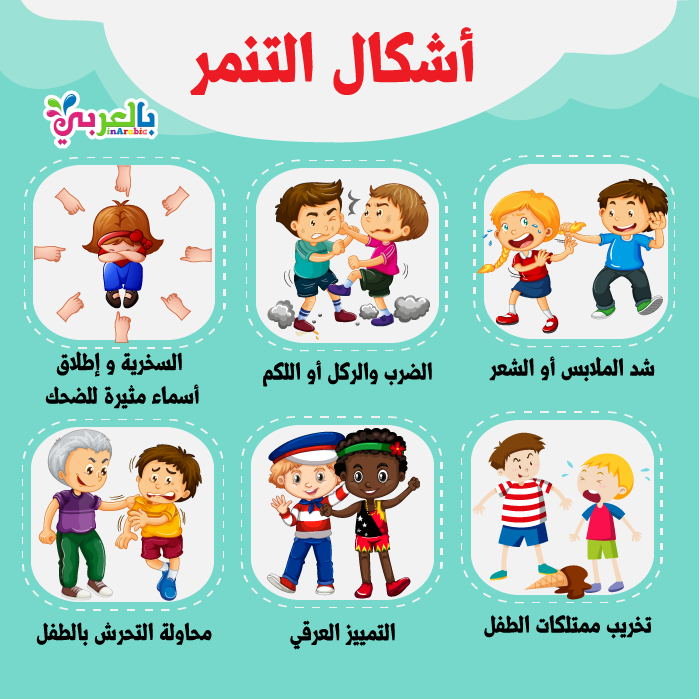 أشكال التنمر
بالعربي
inArabic
شد الملابس أو الشعر
الضرب والركل أو اللكم
السخرية و إطلاق
أسماء مثيرة للضحك
تخريب ممتلكات الطفل
التمييز العرقي
محاولة التحرش بالطفل